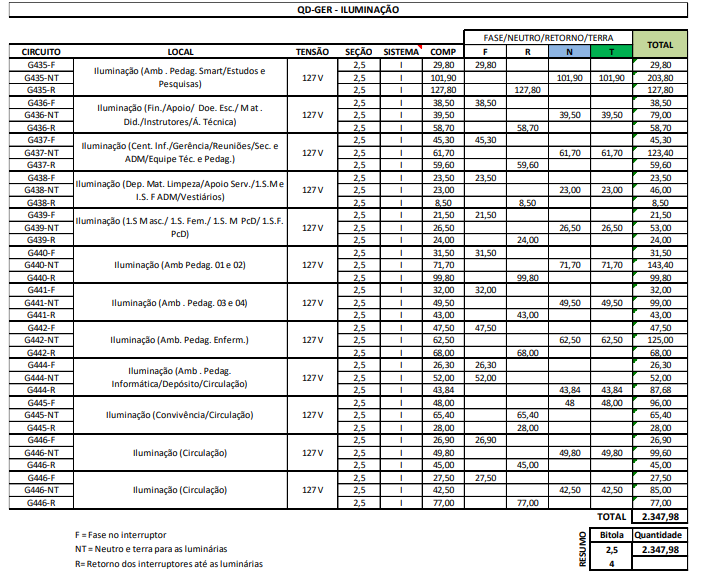 QD-GER - ILUMINAÇÃO
FASE/NEUTRO/RETORNO/TERRA
CIRCUITO LOCAL TENSÃO SEÇÃO SISTEMA COMP F R N T TOTAL
G435-F 2,5 I 29,80 29,80 29,80
G435-NT Iluminação (Amb . Pedag. Smart/Estudos e Pesquisas) 127 V 2,5 I 101,90 101,90 101,90 203,80
G435-R 2,5 I 127,80 127,80 127,80
G436-F 2,5 I 38,50 38,50 38,50
G436-NT Iluminação (Fin./Apoio/ Doe. Esc./ M at . Did./Instrutores/Á. Técnica) 127 V 2,5 I 39,50 39,50 39,50 79,00
G436-R 2,5 I 58,70 58,70 58,70
G437-F 2,5 I 45,30 45,30 45,30
G437-NT Iluminação (Cent. Inf./Gerência/Reuniões/Sec. e ADM/Equipe Téc. e Pedag.) 127 V 2,5 I 61,70 61,70 61,70 123,40
G437-R 2,5 I 59,60 59,60 59,60
G438-F 2,5 I 23,50 23,50 23,50
G438-NT Iluminação (Dep. Mat. Limpeza/Apoio Serv./1.S.M e I.S. F ADM/Vestiários) 127 V 2,5 I 23,00 23,00 23,00 46,00
G438-R 2,5 I 8,50 8,50 8,50
G439-F 2,5 I 21,50 21,50 21,50
G439-NT Iluminação (1.S M asc./ 1.S. Fem./ 1.S. M PcD/ 1.S.F. PcD) 127 V 2,5 I 26,50 26,50 26,50 53,00
G439-R 2,5 I 24,00 24,00 24,00
G440-F 2,5 I 31,50 31,50 31,50
G440-NT Iluminação (Amb Pedag. 01 e 02) 127 V 2,5 I 71,70 71,70 71,70 143,40
G440-R 2,5 I 99,80 99,80 99,80
G441-F 2,5 I 32,00 32,00 32,00
G441-NT Iluminação (Amb . Pedag. 03 e 04) 127 V 2,5 I 49,50 49,50 49,50 99,00
G441-R 2,5 I 43,00 43,00 43,00
G442-F 2,5 I 47,50 47,50 47,50
G442-NT Iluminação (Amb. Pedag. Enferm.) 127 V 2,5 I 62,50 62,50 62,50 125,00
G442-R 2,5 I 68,00 68,00 68,00
G444-F 2,5 I 26,30 26,30 26,30
G444-NT Iluminação (Amb . Pedag. Informática/Depósito/Circulação) 127 V 2,5 I 52,00 52,00 52,00
G444-R 2,5 I 43,84 43,84 43,84 87,68
G445-F 2,5 I 48,00 48 48,00 96,00
G445-NT Iluminação (Convivência/Circulação) 127 V 2,5 I 65,40 65,40 65,40
G445-R 2,5 I 28,00 28,00 28,00
G446-F 2,5 I 26,90 26,90 26,90
G446-NT Iluminação (Circulação) 127 V 2,5 I 49,80 49,80 49,80 99,60
G446-R 2,5 I 45,00 45,00 45,00
G446-F 2,5 I 27,50 27,50 27,50
G446-NT Iluminação (Circulação) 127 V 2,5 I 42,50 42,50 42,50 85,00
G446-R 2,5 I 77,00 77,00 77,00
TOTAL 2.347,98
F = Fase no interruptor
NT = Neutro e terra para as luminárias
R= Retorno dos interruptores até as luminárias
RESUMO
Bitola Quantidade
2,5 2.347,98
4